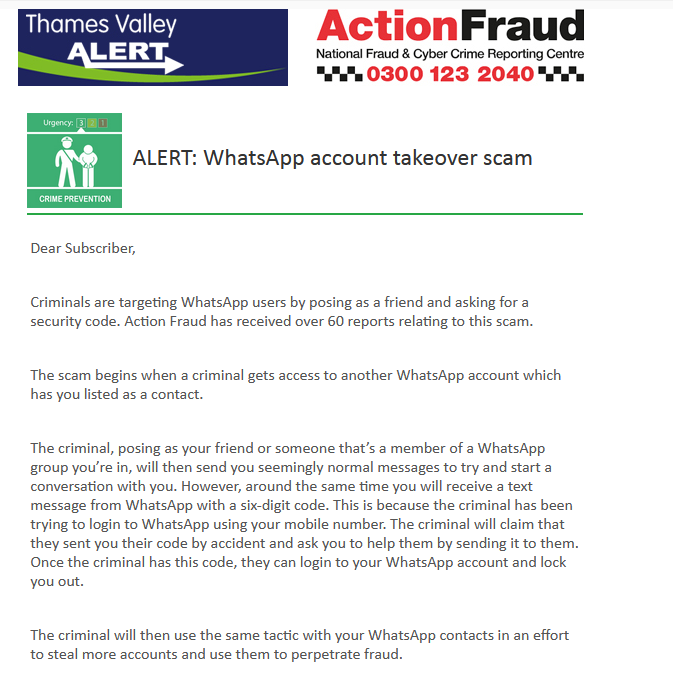 Thames Valley
ALERT
ActionFraud
National Fraud & Cyber Crime Reporting Centre
0300 123 2040
Urgency: 3 2 1
CRIME PREVENTION
ALERT: WhatsApp account takeover scam
Dear Subscriber,
Criminals are targeting WhatsApp users by posing as a friend and asking for a
security code. Action Fraud has received over 60 reports relating to this scam.
The scam begins when a criminal gets access to another WhatsApp account which
has you listed as a contact.
The criminal, posing as your friend or someone that’s a member of a WhatsApp
group you’re in, will then send you seemingly normal messages to try and start a
conversation with you. However, around the same time you will receive a text
message from WhatsApp with a six-digit code. This is because the criminal has been
trying to login to WhatsApp using your mobile number. The criminal will claim that
they sent you their code by accident and ask you to help them by sending it to them.
Once the criminal has this code, they can login to your WhatsApp account and lock
you out.
The criminal will then use the same tactic with your WhatsApp contacts in an effort
to steal more accounts and use them to perpetrate fraud.